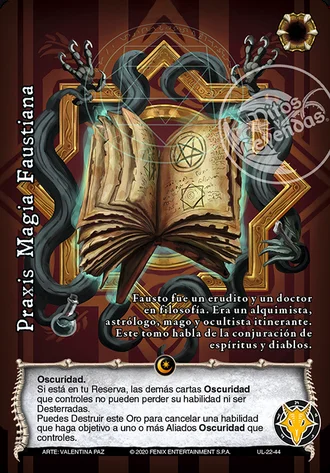 Mitos y Leyendas
Praxis Magia Faustiana
Fausto fue un erudito y un doctor
en filosofía. Era un alquimista,
astrólogo, mago y ocultista itinerante.
Este tomo habla de la conjuración de
espíritus y diablos.
Oscuridad.
Si está en tu Reserva, las demás cartas Oscuridad
que controles no pueden perder su habilidad ni ser
Desterradas.
Puedes Destruir este Oro para cancelar una habilidad
que haga objetivo a uno o más Aliados Oscuridad que
controles.
ARTE: VALENTINA PAZ
© 2020 FENIX ENTERTAINMENT S.P.A.
UL-22-44